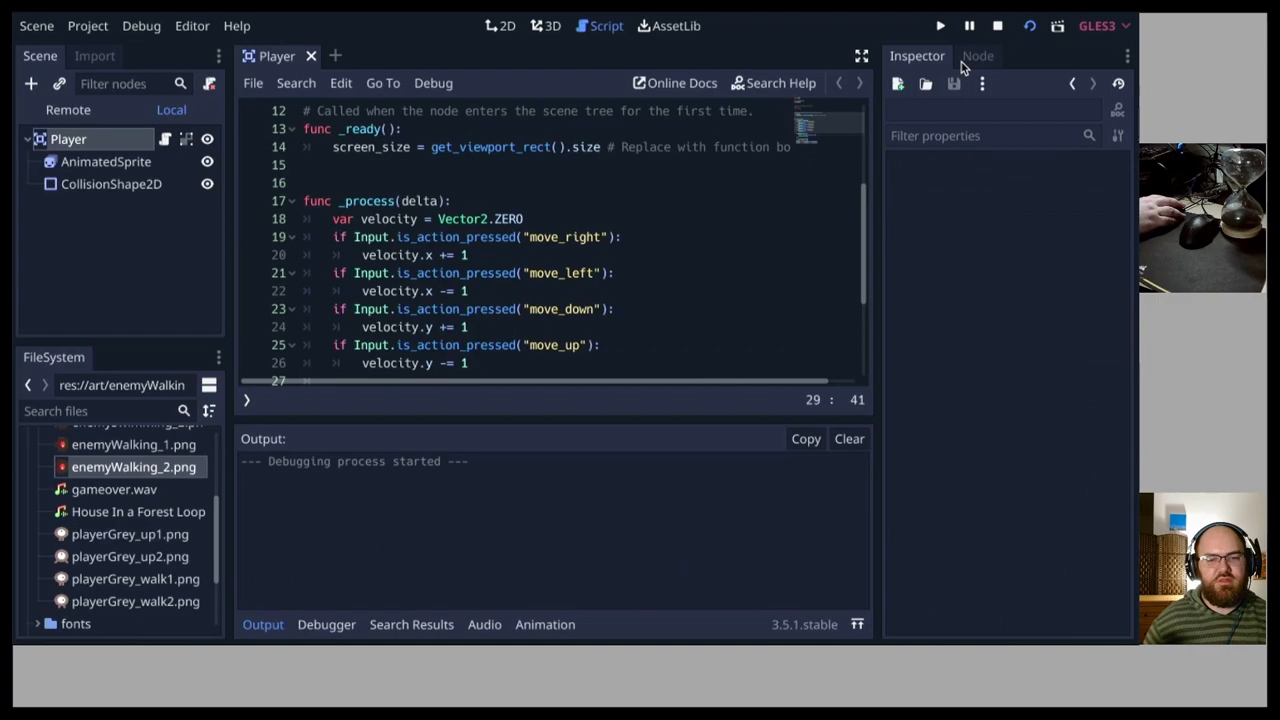 Scene Project Debug Editor Help
2D 3D Script AssetLib
GLES3
Scene Import
Filter nodes
Remote Local
Player
AnimatedSprite
CollisionShape2D
FileSystem
res://art/enemyWalkin
Search files
enemyWalking_1.png
enemyWalking_2.png
gameover.wav
House In a Forest Loop
playerGrey_up1.png
playerGrey_up2.png
playerGrey_walk1.png
playerGrey_walk2.png
fonts
Player
File Search Edit Go To Debug
Online Docs Search Help
12 # Called when the node enters the scene tree for the first time.
13 func _ready():
14 screen_size = get_viewport_rect().size # Replace with function bo
15
16
17 func _process(delta):
18 var velocity = Vector2.ZERO
19 if Input.is_action_pressed("move_right"):
20 velocity.x += 1
21 if Input.is_action_pressed("move_left"):
22 velocity.x -= 1
23 if Input.is_action_pressed("move_down"):
24 velocity.y += 1
25 if Input.is_action_pressed("move_up"):
26 velocity.y -= 1
27
29 : 41
Output: Copy Clear
--- Debugging process started ---
Output Debugger Search Results Audio Animation
3.5.1.stable
Inspector Node
Filter properties